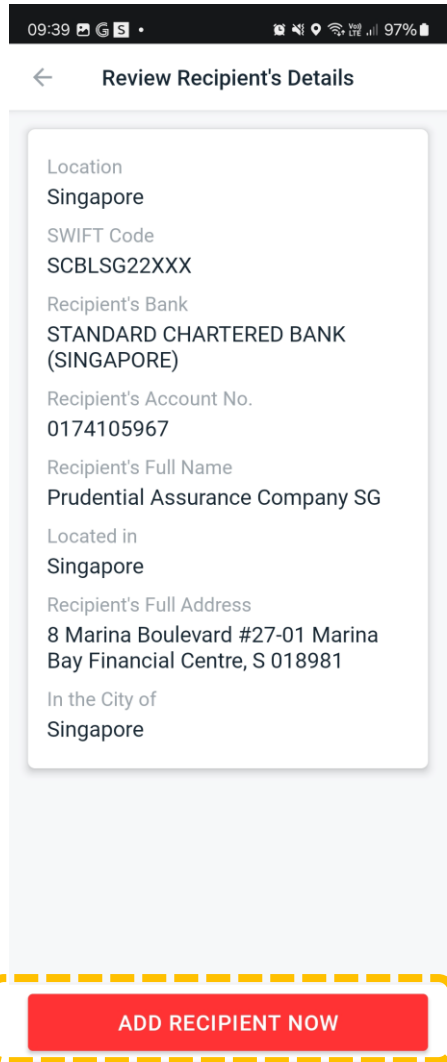 09:39 G S • Vo)) LTE 97%
Review Recipient's Details
Location
Singapore
SWIFT Code
SCBLSG22XXX
Recipient's Bank
STANDARD CHARTERED BANK
(SINGAPORE)
Recipient's Account No.
0174105967
Recipient's Full Name
Prudential Assurance Company SG
Located in
Singapore
Recipient's Full Address
8 Marina Boulevard #27-01 Marina
Bay Financial Centre, S 018981
In the City of
Singapore
ADD RECIPIENT NOW